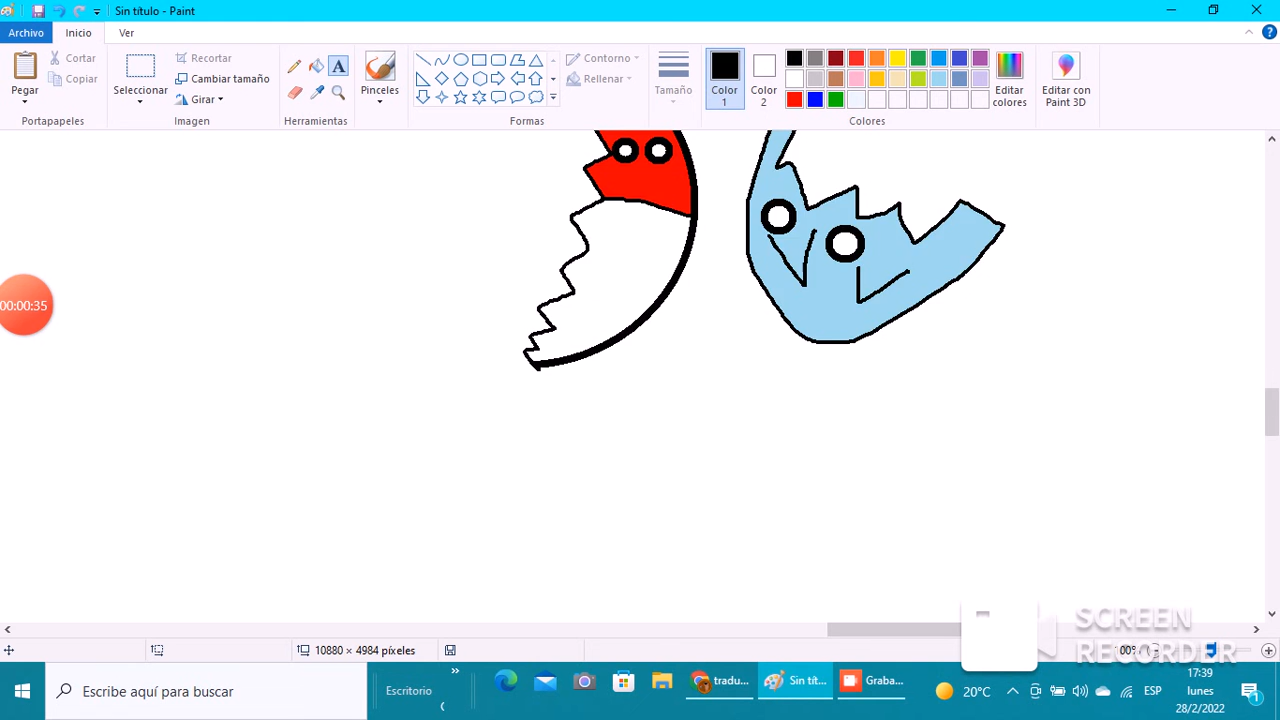 Sin título - Paint
Archivo Inicio Ver
Pegar
Cortar
Copiar
Portapapeles
Seleccionar
Recortar
Cambiar tamaño
Girar
Imagen
A
Herramientas
Pinceles
Contorno
Rellenar
Formas
Tamaño
Color 1
Color 2
Editar colores
Editar con Paint 3D
Colores
00:00:35
SCREEN
RECORDER
10880 × 4984 píxeles
100%
Escribe aquí para buscar
Escritorio
»
tradu...
Sin tít...
Graba...
20°C
ESP
17:39
lunes
28/2/2022
1